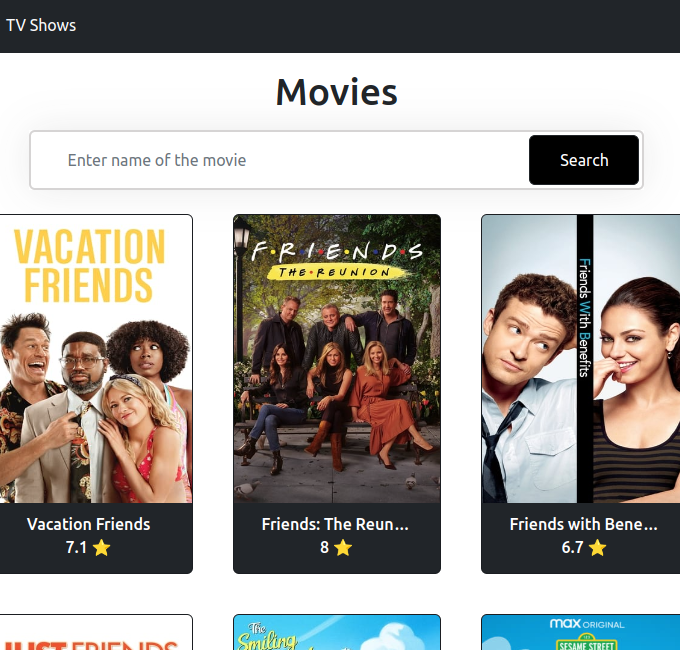 TV Shows
Movies
Enter name of the movie
Search
VACATION
FRIENDS
F·R·I·E·N·D·S
THE·REUNION
Friends With Benefits
Vacation Friends
7.1 ⭐
Friends: The Reun...
8 ⭐
Friends with Bene...
6.7 ⭐
JUST FRIENDS
The
Smiling
max ORIGINAL
SESAME STREET